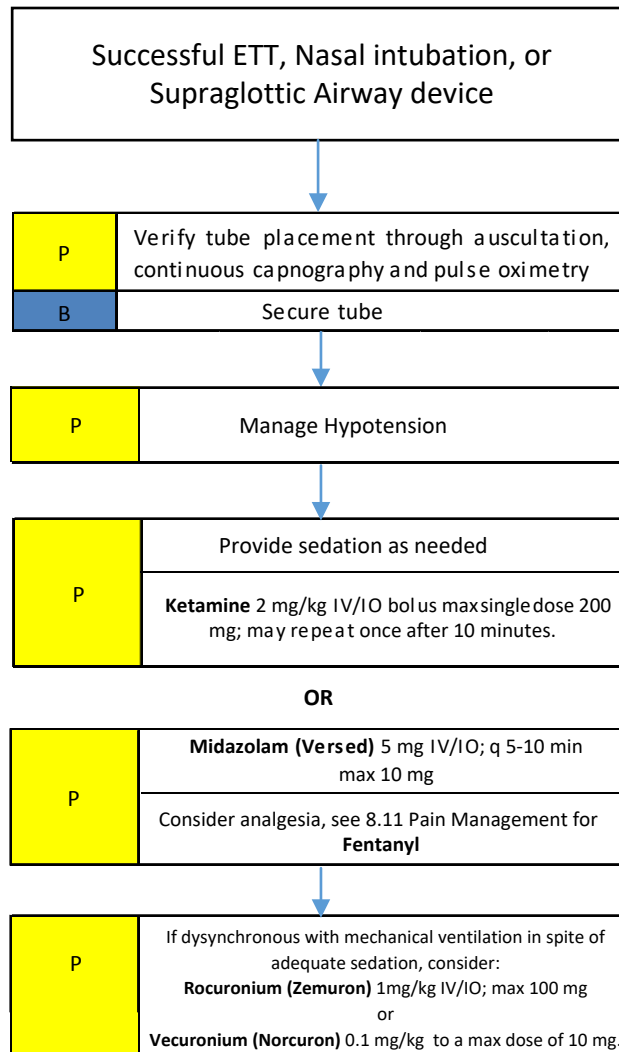 Successful ETT, Nasal intubation, or
Supraglottic Airway device
P
Verify tube placement through auscultation,
continuous capnography and pulse oximetry
B
Secure tube
P
Manage Hypotension
P
Provide sedation as needed
Ketamine 2 mg/kg IV/IO bolus max single dose 200
mg; may repeat once after 10 minutes.
OR
P
Midazolam (Versed) 5 mg IV/IO; q 5-10 min
max 10 mg
Consider analgesia, see 8.11 Pain Management for
Fentanyl
P
If dysynchronous with mechanical ventilation in spite of
adequate sedation, consider:
Rocuronium (Zemuron) 1mg/kg IV/IO; max 100 mg
or
Vecuronium (Norcuron) 0.1 mg/kg to a max dose of 10 mg.